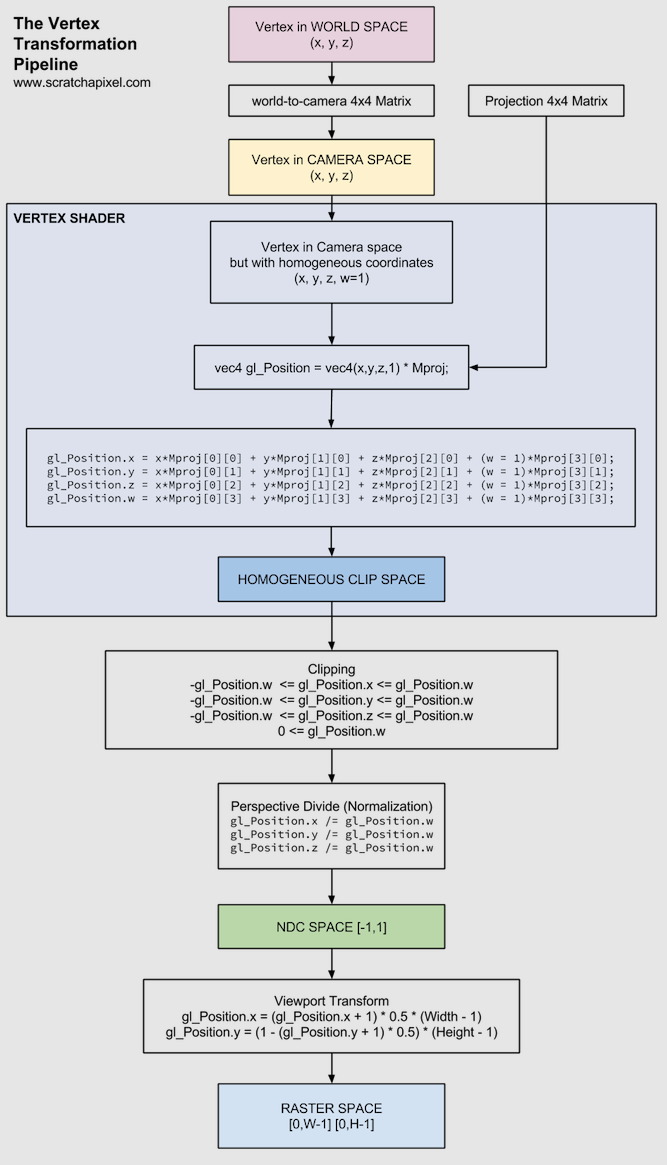 The Vertex
Transformation
Pipeline
www.scratchapixel.com
Vertex in WORLD SPACE
(x, y, z)
world-to-camera 4x4 Matrix
Projection 4x4 Matrix
Vertex in CAMERA SPACE
(x, y, z)
VERTEX SHADER
Vertex in Camera space
but with homogeneous coordinates
(x, y, z, w=1)
vec4 gl_Position = vec4(x,y,z,1) * Mproj;
gl_Position.x = x*Mproj[0][0] + y*Mproj[1][0] + z*Mproj[2][0] + (w = 1)*Mproj[3][0];
gl_Position.y = x*Mproj[0][1] + y*Mproj[1][1] + z*Mproj[2][1] + (w = 1)*Mproj[3][1];
gl_Position.z = x*Mproj[0][2] + y*Mproj[1][2] + z*Mproj[2][2] + (w = 1)*Mproj[3][2];
gl_Position.w = x*Mproj[0][3] + y*Mproj[1][3] + z*Mproj[2][3] + (w = 1)*Mproj[3][3];
HOMOGENEOUS CLIP SPACE
Clipping
-gl_Position.w <= gl_Position.x <= gl_Position.w
-gl_Position.w <= gl_Position.y <= gl_Position.w
-gl_Position.w <= gl_Position.z <= gl_Position.w
0 <= gl_Position.w
Perspective Divide (Normalization)
gl_Position.x /= gl_Position.w
gl_Position.y /= gl_Position.w
gl_Position.z /= gl_Position.w
NDC SPACE [-1,1]
Viewport Transform
gl_Position.x = (gl_Position.x + 1) * 0.5 * (Width - 1)
gl_Position.y = (1 - (gl_Position.y + 1) * 0.5) * (Height - 1)
RASTER SPACE
[0,W-1] [0,H-1]